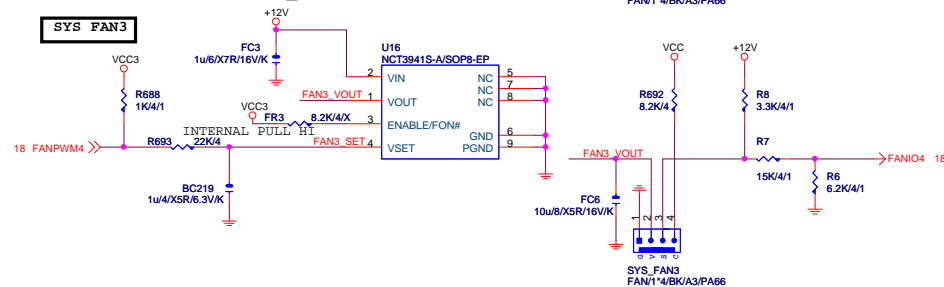 FAN/1*4/BK/A3/PA66
SYS FAN3
+12V
FC3
1u/6/X7R/16V/K
U16
NCT3941S-A/SOP8-EP
VCC3
R688
1K/4/1
2
VIN
NC
5
FAN3_VOUT
1
VOUT
NC
7
NC
8
VCC3
FR3
8.2K/4/X
3
ENABLE/FON#
INTERNAL PULL HI
GND
6
18 FANPWM4
R693
22K/4
FAN3_SET
4
VSET
PGND
9
BC219
1u/4/X5R/6.3V/K
VCC
+12V
R692
8.2K/4
R8
3.3K/4/1
FAN3_VOUT
R7
15K/4/1
FANIO4 18
R6
6.2K/4/1
FC6
10u/8/X5R/16V/K
1
2
3
4
G
V
S
C
SYS_FAN3
FAN/1*4/BK/A3/PA66